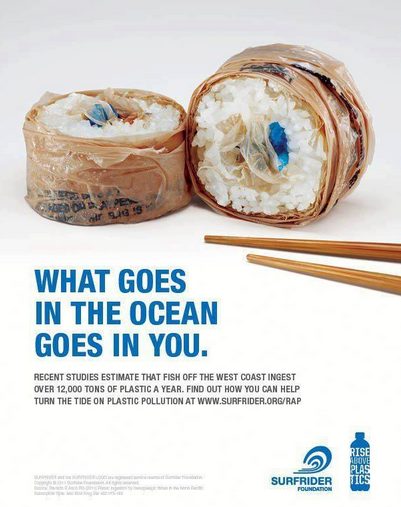 WHAT GOES
IN THE OCEAN
GOES IN YOU.
RECENT STUDIES ESTIMATE THAT FISH OFF THE WEST COAST INGEST
OVER 12,000 TONS OF PLASTIC A YEAR. FIND OUT HOW YOU CAN HELP
TURN THE TIDE ON PLASTIC POLLUTION AT WWW.SURFRIDER.ORG/RAP
SURFRIDER
FOUNDATION
RISE
ABOVE
PLAS
TICS